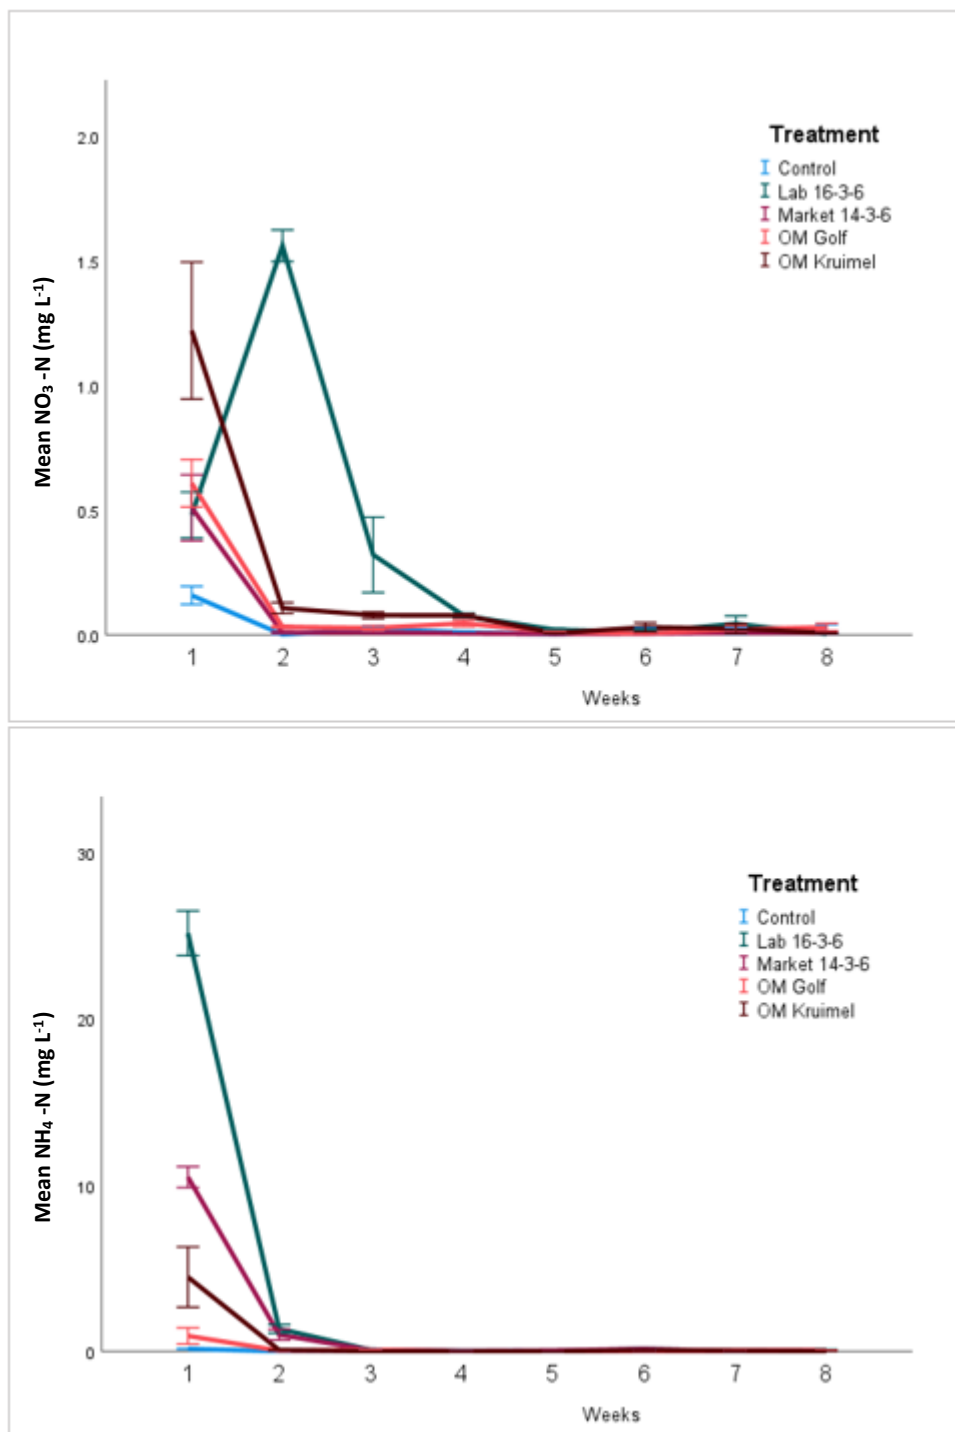 Treatment
Control
Lab 16-3-6
Market 14-3-6
OM Golf
OM Kruimel
Mean NO₃ -N (mg L⁻¹)
2.0
1.5
1.0
0.5
0.0
1 2 3 4 5 6 7 8
Weeks
Treatment
Control
Lab 16-3-6
Market 14-3-6
OM Golf
OM Kruimel
Mean NH₄ -N (mg L⁻¹)
30
20
10
0
1 2 3 4 5 6 7 8
Weeks